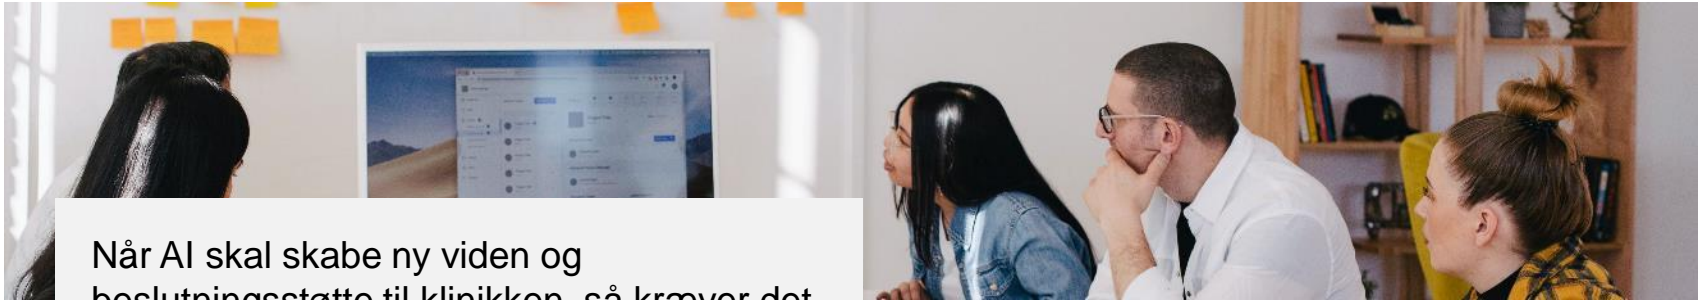 Når AI skal skabe ny viden og
beslutningsstøtte til klinikken, så kræver det